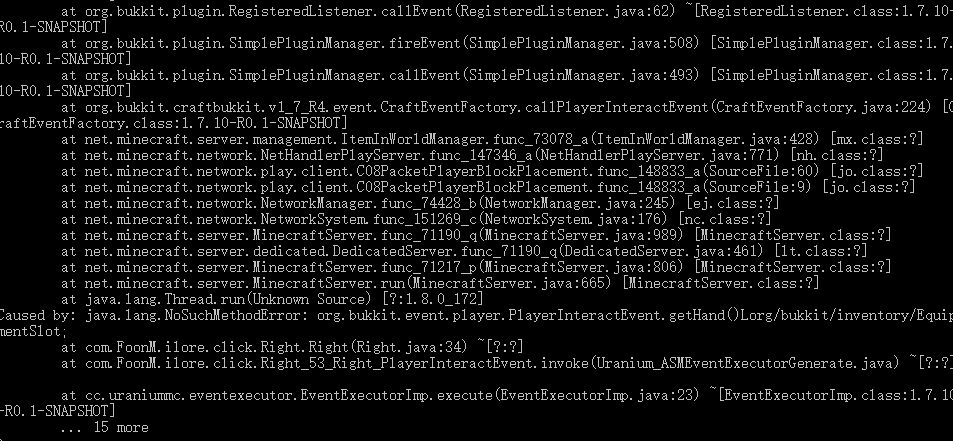 at org.bukkit.plugin.RegisteredListener.callEvent(RegisteredListener.java:62) ~[RegisteredListener.class:1.7.10-
R0.1-SNAPSHOT]
at org.bukkit.plugin.SimplePluginManager.fireEvent(SimplePluginManager.java:508) [SimplePluginManager.class:1.7.
10-R0.1-SNAPSHOT]
at org.bukkit.plugin.SimplePluginManager.callEvent(SimplePluginManager.java:493) [SimplePluginManager.class:1.7.
10-R0.1-SNAPSHOT]
at org.bukkit.craftbukkit.v1_7_R4.event.CraftEventFactory.callPlayerInteractEvent(CraftEventFactory.java:224) [C
raftEventFactory.class:1.7.10-R0.1-SNAPSHOT]
at net.minecraft.server.management.ItemInWorldManager.func_73078_a(ItemInWorldManager.java:428) [mx.class:?]
at net.minecraft.network.NetHandlerPlayServer.func_147346_a(NetHandlerPlayServer.java:771) [nh.class:?]
at net.minecraft.network.play.client.C08PacketPlayerBlockPlacement.func_148833_a(SourceFile:60) [jo.class:?]
at net.minecraft.network.play.client.C08PacketPlayerBlockPlacement.func_148833_a(SourceFile:9) [jo.class:?]
at net.minecraft.network.NetworkManager.func_74428_b(NetworkManager.java:245) [ej.class:?]
at net.minecraft.network.NetworkSystem.func_151269_c(NetworkSystem.java:176) [nc.class:?]
at net.minecraft.server.MinecraftServer.func_71190_q(MinecraftServer.java:989) [MinecraftServer.class:?]
at net.minecraft.server.dedicated.DedicatedServer.func_71190_q(DedicatedServer.java:461) [lt.class:?]
at net.minecraft.server.MinecraftServer.func_71217_p(MinecraftServer.java:806) [MinecraftServer.class:?]
at net.minecraft.server.MinecraftServer.run(MinecraftServer.java:665) [MinecraftServer.class:?]
at java.lang.Thread.run(Unknown Source) [?:1.8.0_172]
Caused by: java.lang.NoSuchMethodError: org.bukkit.event.player.PlayerInteractEvent.getHand()Lorg/bukkit/inventory/Equip
mentSlot;
at com.FoonM.ilore.click.Right.Right(Right.java:34) ~[?:?]
at com.FoonM.ilore.click.Right_53_Right_PlayerInteractEvent.invoke(Uranium_ASMEventExecutorGenerate.java) ~[?:?]
at cc.uraniummc.eventexecutor.EventExecutorImp.execute(EventExecutorImp.java:23) ~[EventExecutorImp.class:1.7.10
-R0.1-SNAPSHOT]
... 15 more